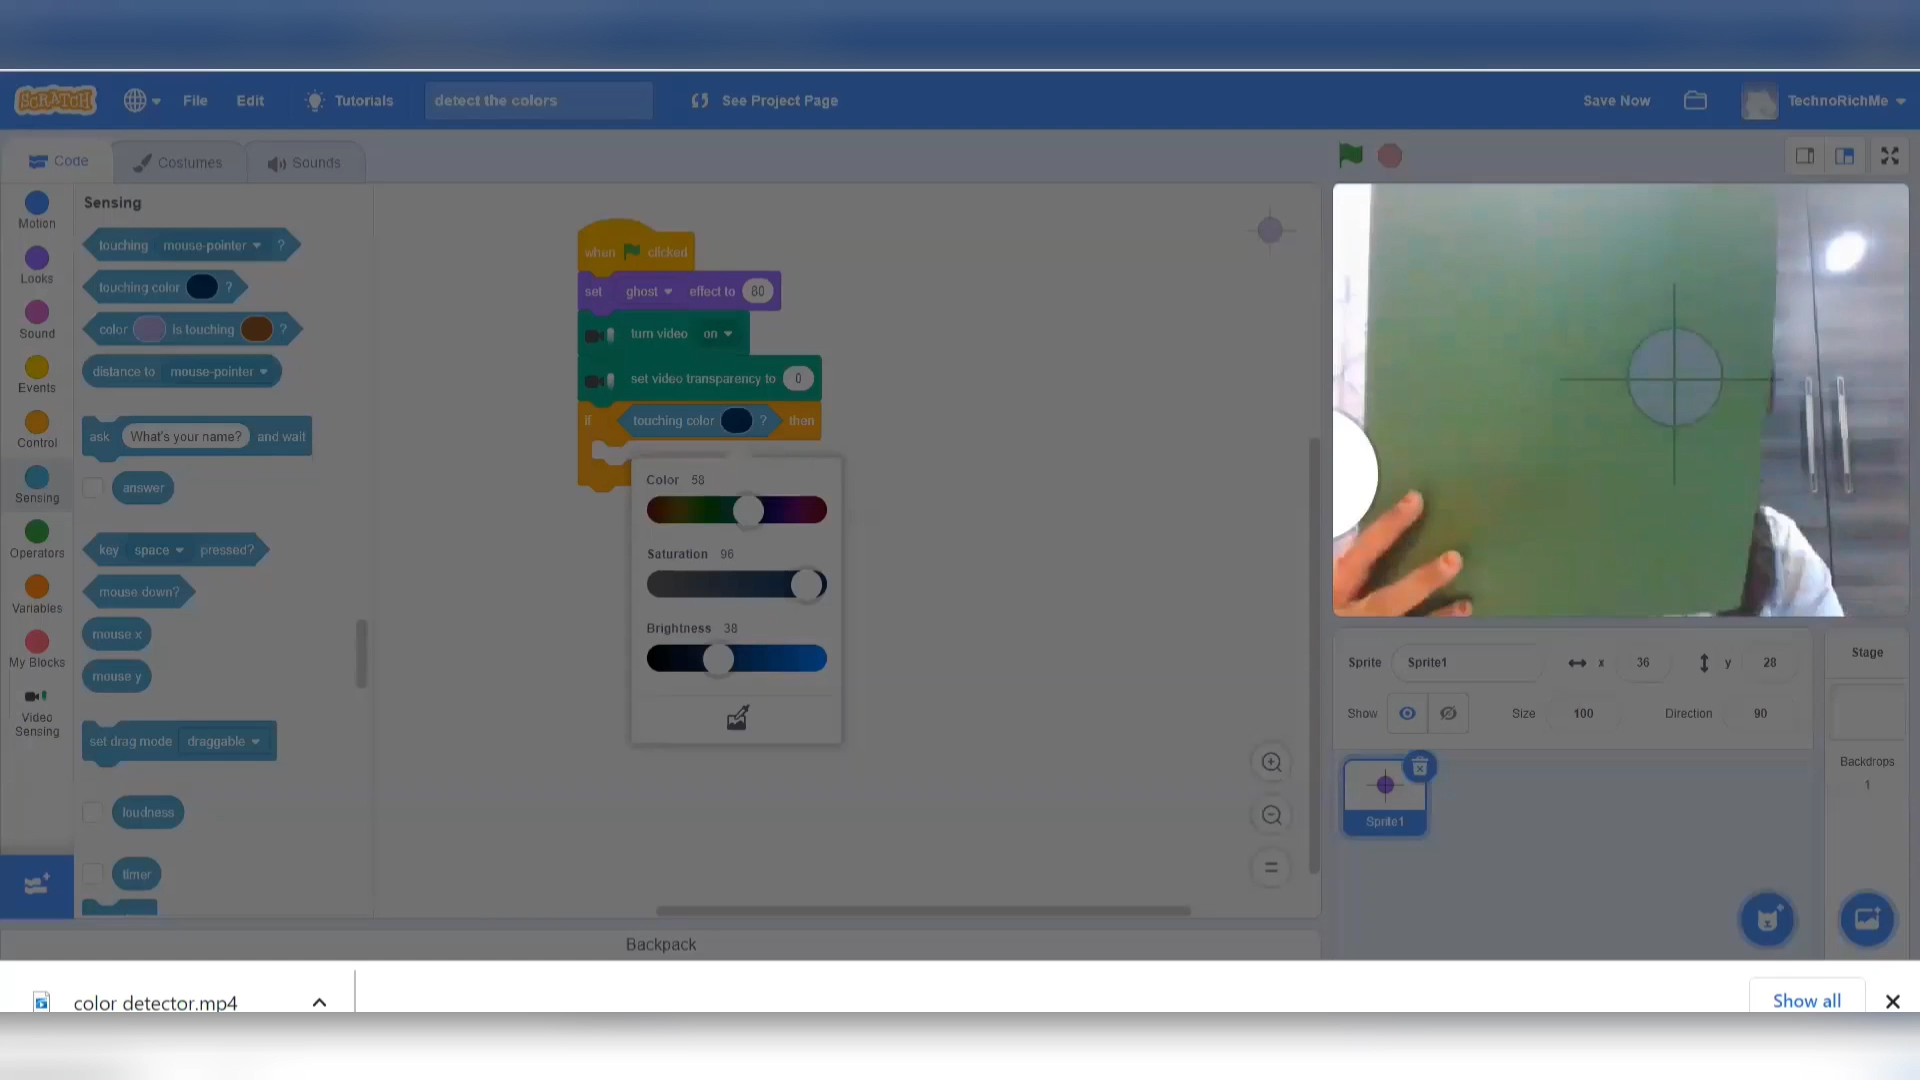 SCRATCH
File
Edit
Tutorials
detect the colors
See Project Page
Save Now
TechnoRichMe
Code
Costumes
Sounds
Motion
Looks
Sound
Events
Control
Sensing
Operators
Variables
My Blocks
Video Sensing
Sensing
touching mouse-pointer ?
touching color ?
color is touching ?
distance to mouse-pointer
ask What's your name? and wait
answer
key space pressed?
mouse down?
mouse x
mouse y
set drag mode draggable
loudness
timer
when clicked
set ghost effect to 80
turn video on
set video transparency to 0
if touching color ? then
Color 58
Saturation 96
Brightness 38
Backpack
Sprite Sprite1 x 36 y 28
Show Size 100 Direction 90
Sprite1
Stage
Backdrops
1
color detector.mp4
Show all